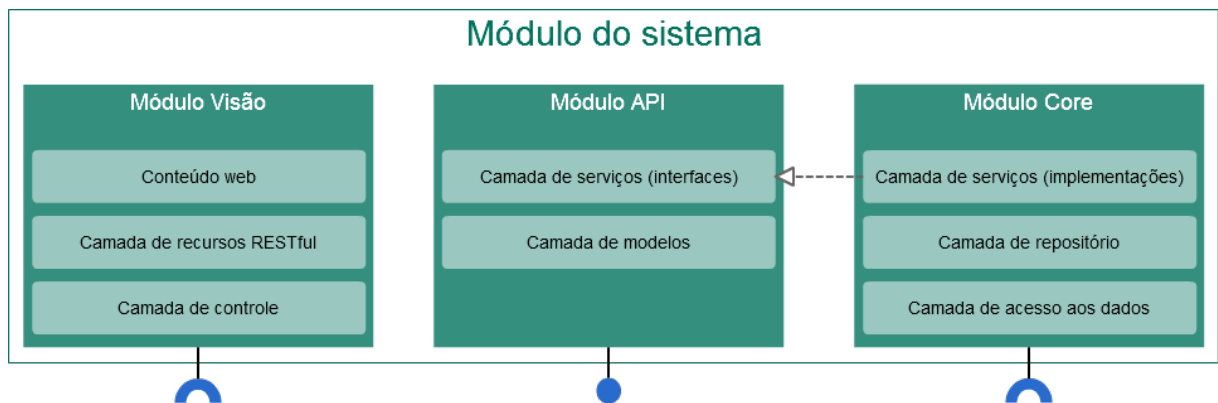 Módulo do sistema
Módulo Visão
Conteúdo web
Camada de recursos RESTful
Camada de controle
Módulo API
Camada de serviços (interfaces)
Camada de modelos
Módulo Core
Camada de serviços (implementações)
Camada de repositório
Camada de acesso aos dados